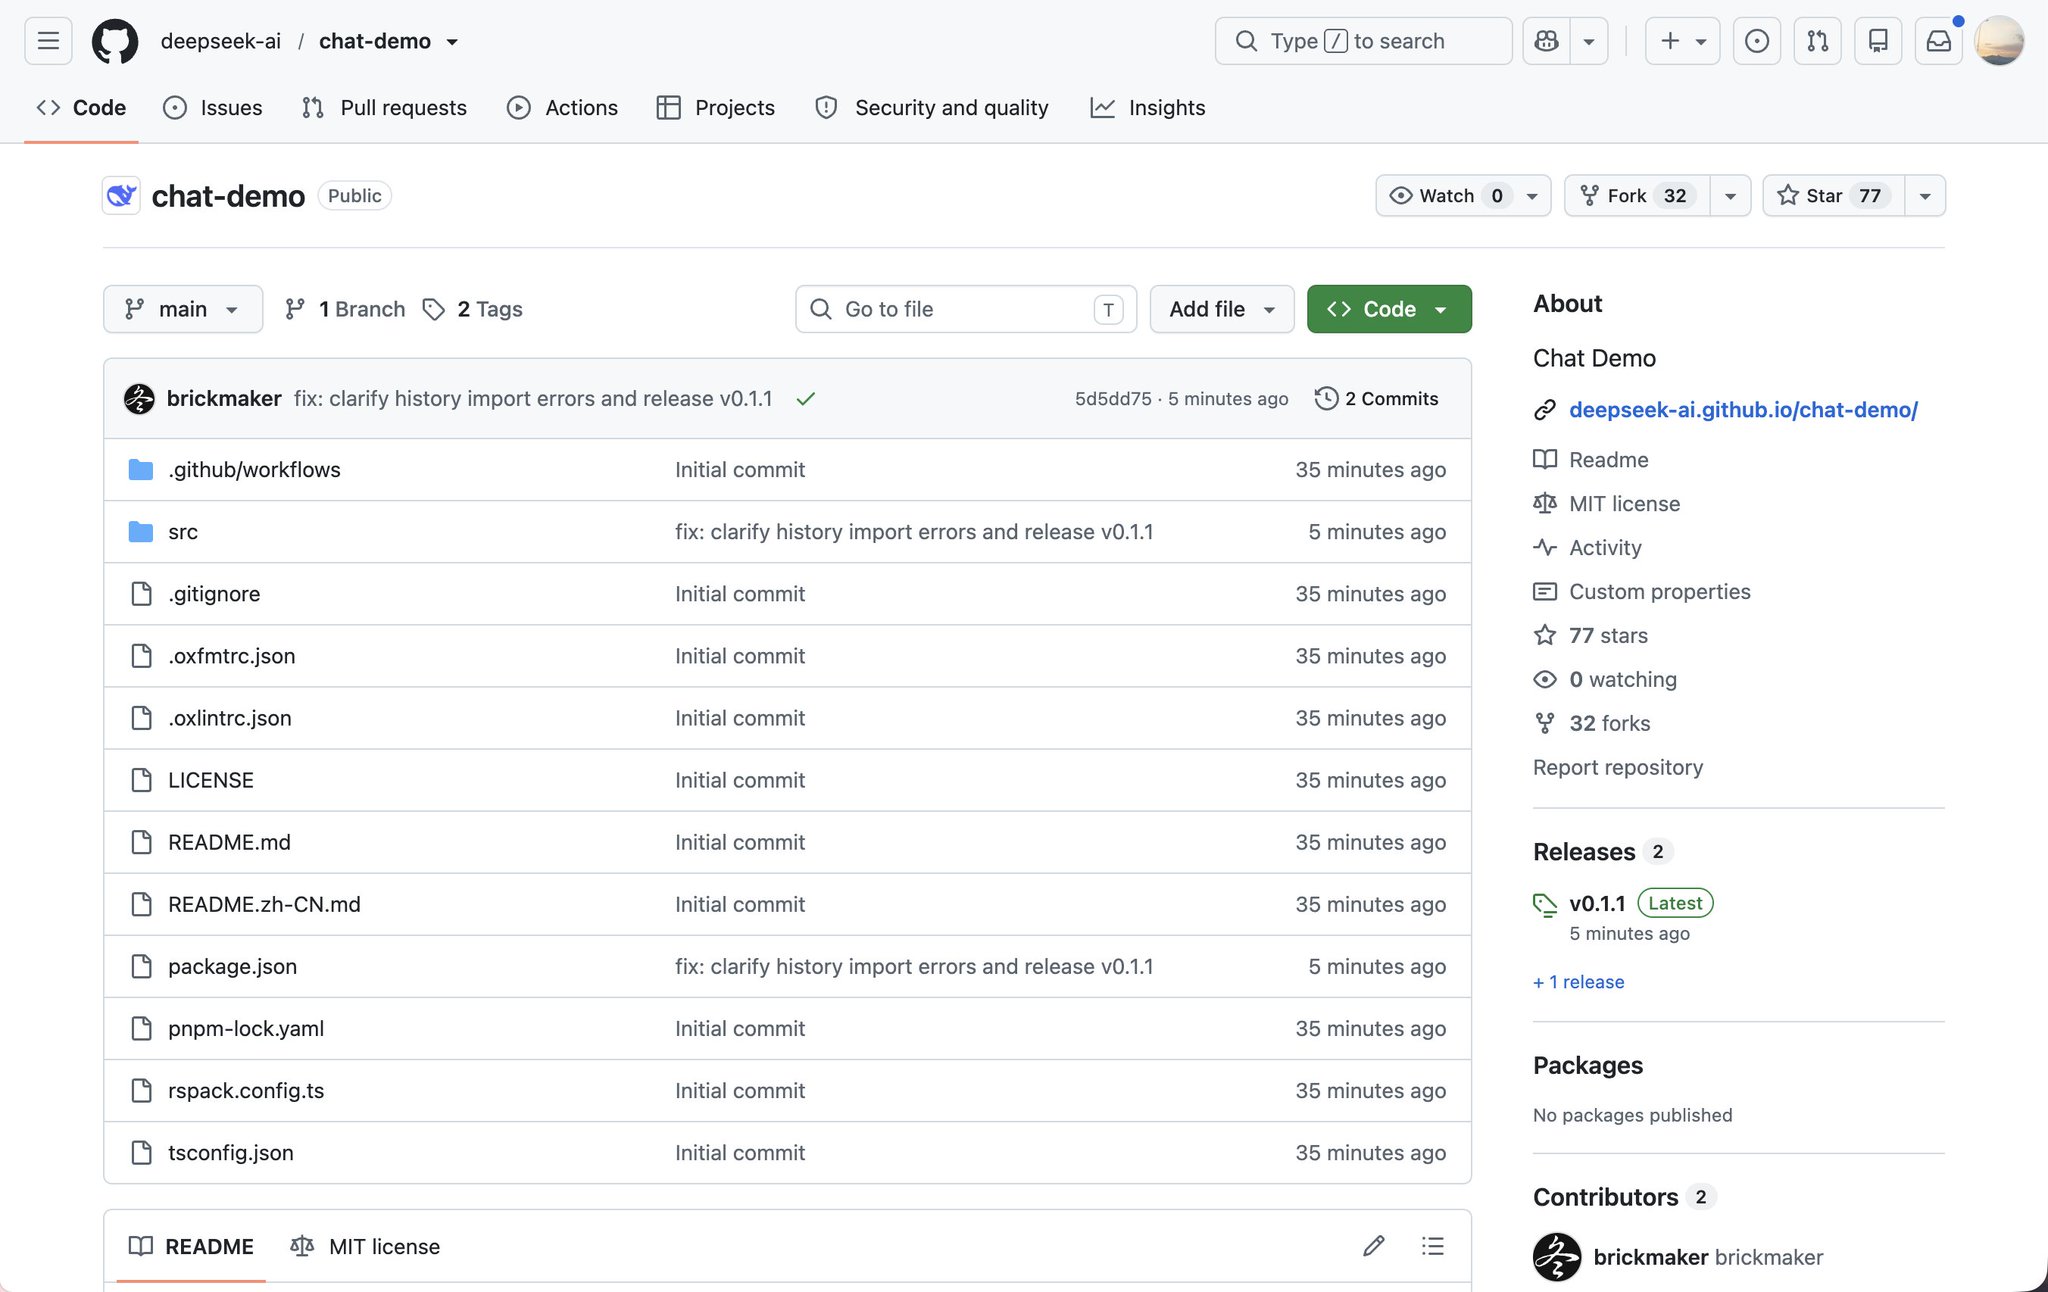 deepseek-ai / chat-demo
Type / to search
Code Issues Pull requests Actions Projects Security and quality Insights
chat-demo Public
Watch 0 Fork 32 Star 77
main 1 Branch 2 Tags Go to file T Add file Code
brickmaker fix: clarify history import errors and release v0.1.1 5d5dd75 · 5 minutes ago 2 Commits
.github/workflows Initial commit 35 minutes ago
src fix: clarify history import errors and release v0.1.1 5 minutes ago
.gitignore Initial commit 35 minutes ago
.oxfmtrc.json Initial commit 35 minutes ago
.oxlintrc.json Initial commit 35 minutes ago
LICENSE Initial commit 35 minutes ago
README.md Initial commit 35 minutes ago
README.zh-CN.md Initial commit 35 minutes ago
package.json fix: clarify history import errors and release v0.1.1 5 minutes ago
pnpm-lock.yaml Initial commit 35 minutes ago
rspack.config.ts Initial commit 35 minutes ago
tsconfig.json Initial commit 35 minutes ago
README MIT license
About
Chat Demo
deepseek-ai.github.io/chat-demo/
Readme
MIT license
Activity
Custom properties
77 stars
0 watching
32 forks
Report repository
Releases 2
v0.1.1 Latest
5 minutes ago
+ 1 release
Packages
No packages published
Contributors 2
brickmaker brickmaker